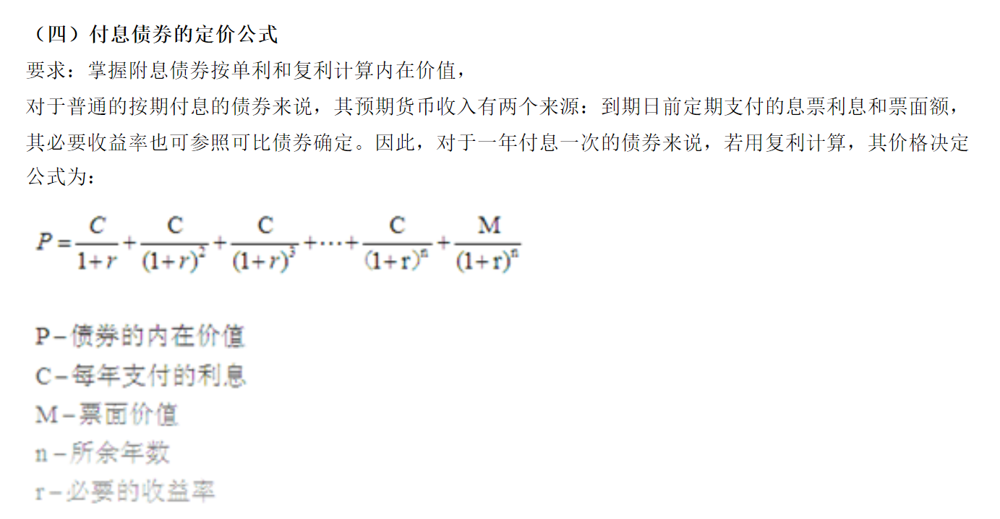 （四）付息债券的定价公式
要求：掌握附息债券按单利和复利计算内在价值，
对于普通的按期付息的债券来说，其预期货币收入有两个来源：到期日前定期支付的息票利息和票面额，
其必要收益率也可参照可比债券确定。因此，对于一年付息一次的债券来说，若用复利计算，其价格决定
公式为：
P=C/(1+r)+C/(1+r)²+C/(1+r)³+⋯+C/(1+r)ⁿ+M/(1+r)ⁿ
P–债券的内在价值
C–每年支付的利息
M–票面价值
n–所余年数
r–必要的收益率